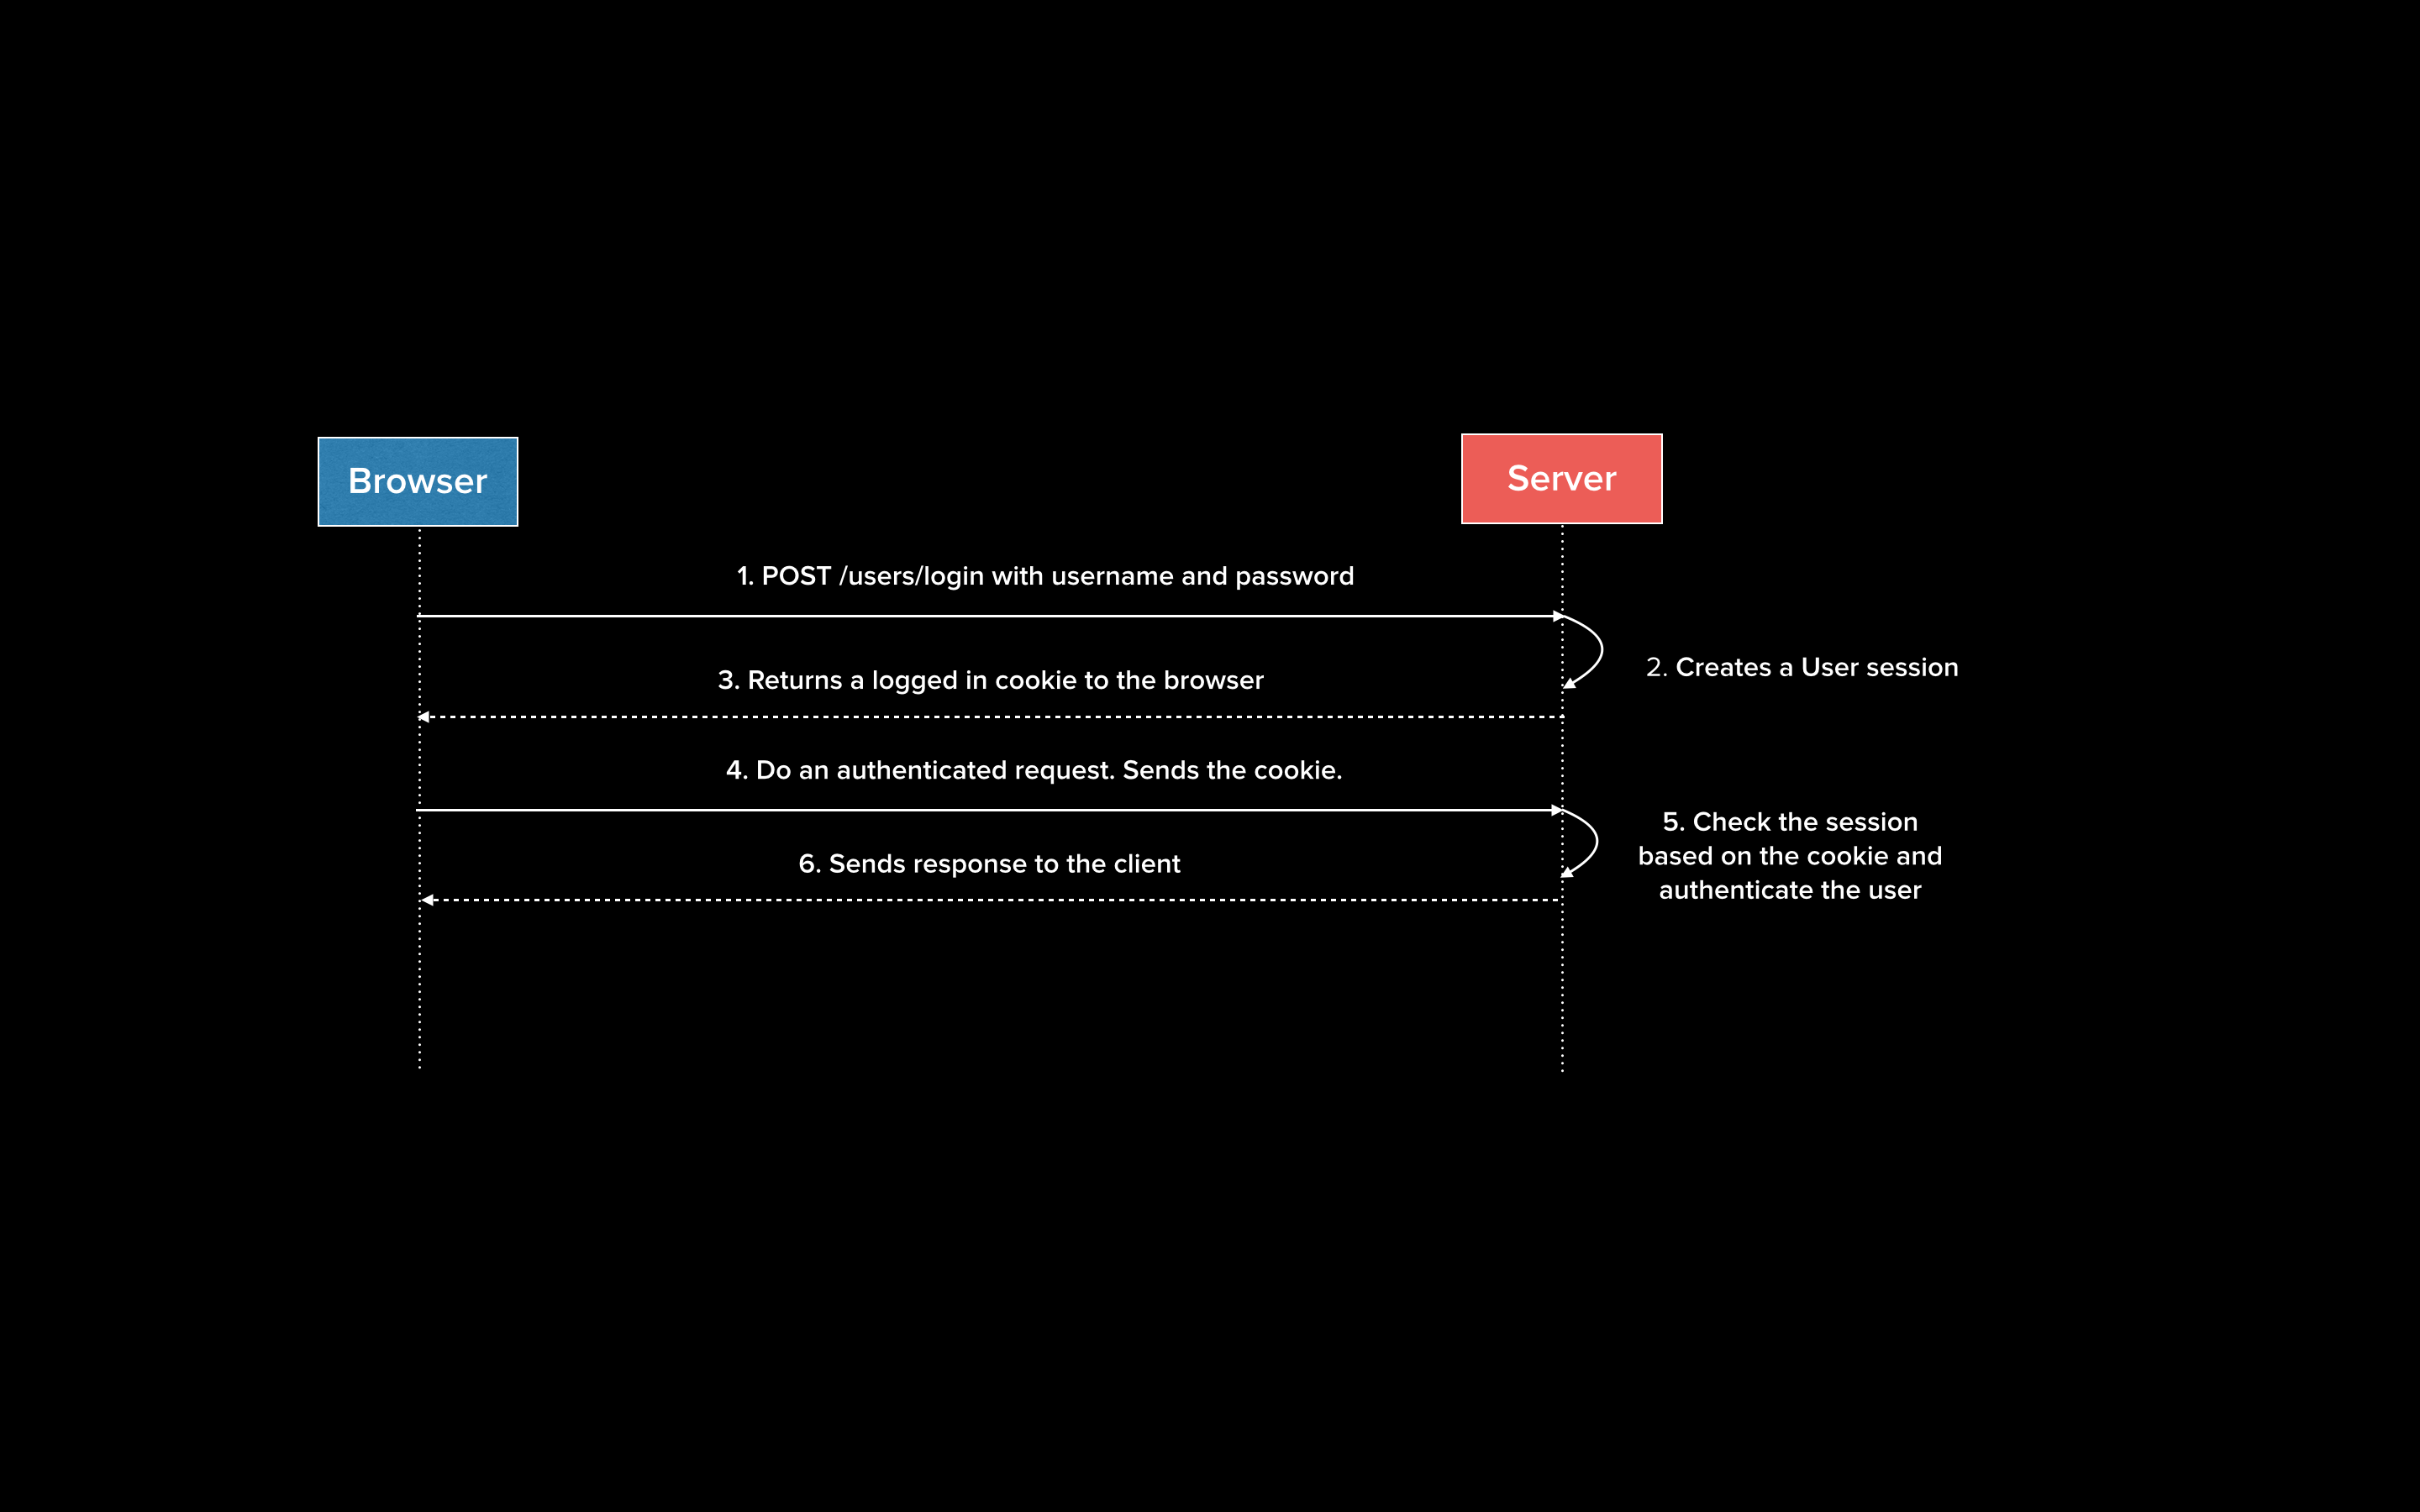 Browser
Server
1. POST /users/login with username and password
2. Creates a User session
3. Returns a logged in cookie to the browser
4. Do an authenticated request. Sends the cookie.
5. Check the session
based on the cookie and
authenticate the user
6. Sends response to the client